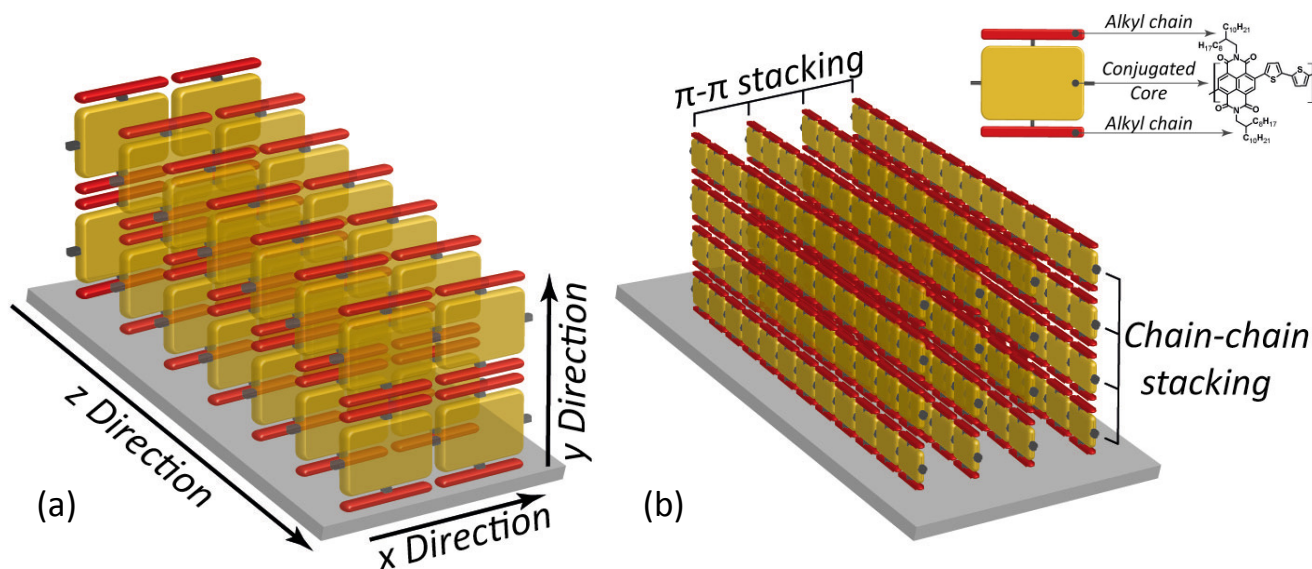 Alkyl chain
C10H21
H17C8
π-π stacking
O
N
O
S
Conjugated
Core
S
O
N
O
Alkyl chain
C8H17
C10H21
z Direction
y Direction
Chain-chain
stacking
(a)
x Direction
(b)